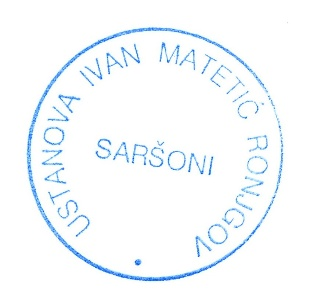 USTANOVA IVAN MATETIĆ RONJGOV
SARŠONI